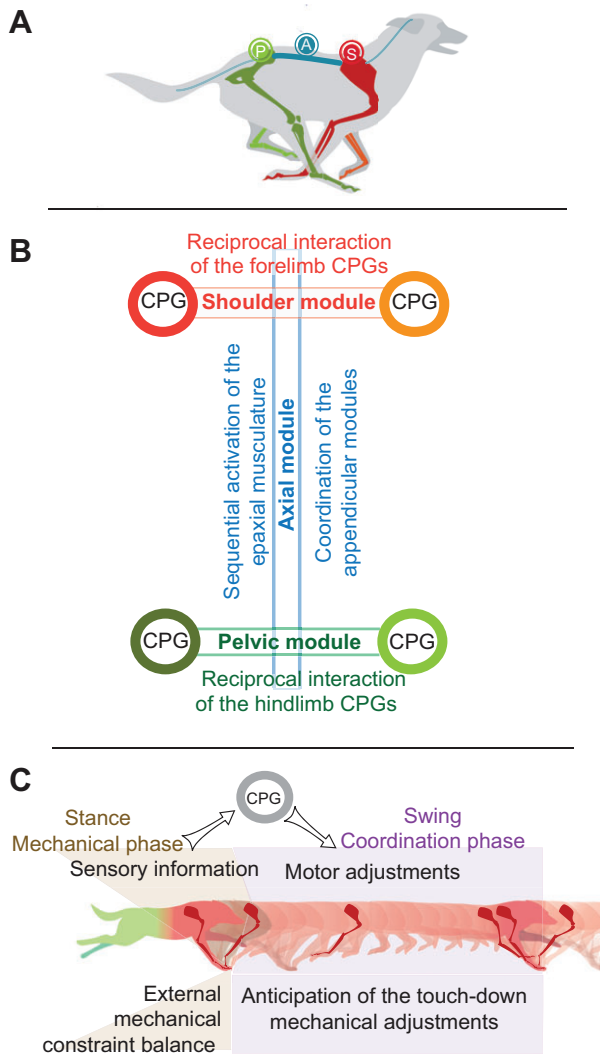 A
P
A
S
B
Reciprocal interaction
of the forelimb CPGs
CPG
Shoulder module
CPG
Sequential activation of the
epaxial musculature
Axial module
Coordination of the
appendicular modules
CPG
Pelvic module
CPG
Reciprocal interaction
of the hindlimb CPGs
C
CPG
Stance
Mechanical phase
Swing
Coordination phase
Sensory information
Motor adjustments
External
mechanical
constraint balance
Anticipation of the touch-down
mechanical adjustments